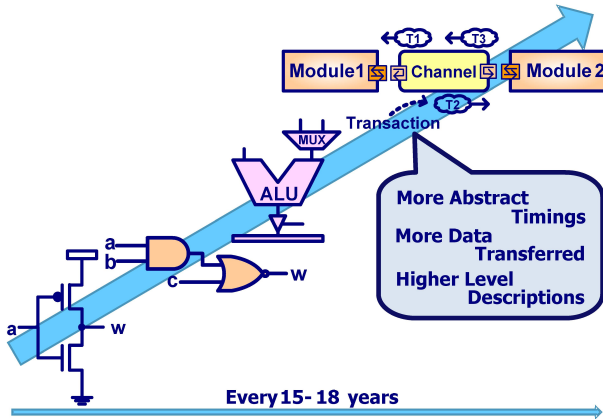 T1
T3
Module1
Channel
Module 2
T2
Transaction
MUX
ALU
More Abstract
Timings
More Data
Transferred
Higher Level
Descriptions
a
b
c
w
a
w
Every 15- 18 years